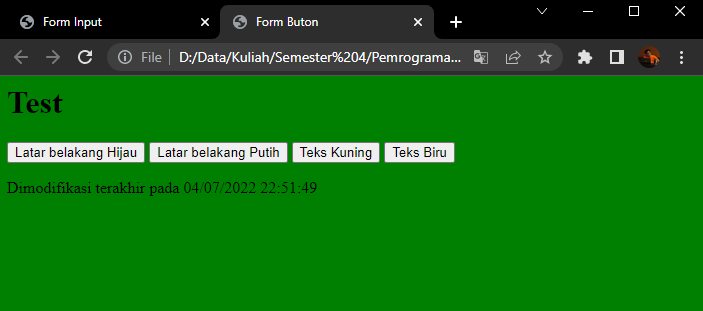 Form Input
Form Buton
File
D:/Data/Kuliah/Semester%204/Pemrograma...
Test
Latar belakang Hijau
Latar belakang Putih
Teks Kuning
Teks Biru
Dimodifikasi terakhir pada 04/07/2022 22:51:49